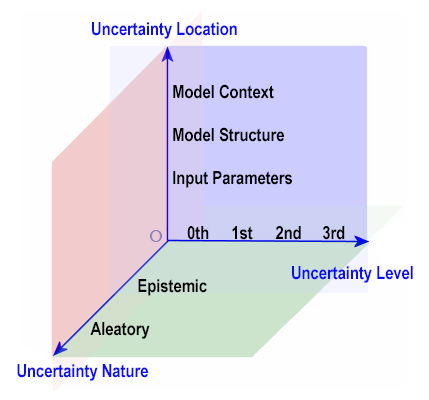 Uncertainty Location
Model Context
Model Structure
Input Parameters
O
0th 1st 2nd 3rd
Uncertainty Level
Epistemic
Aleatory
Uncertainty Nature